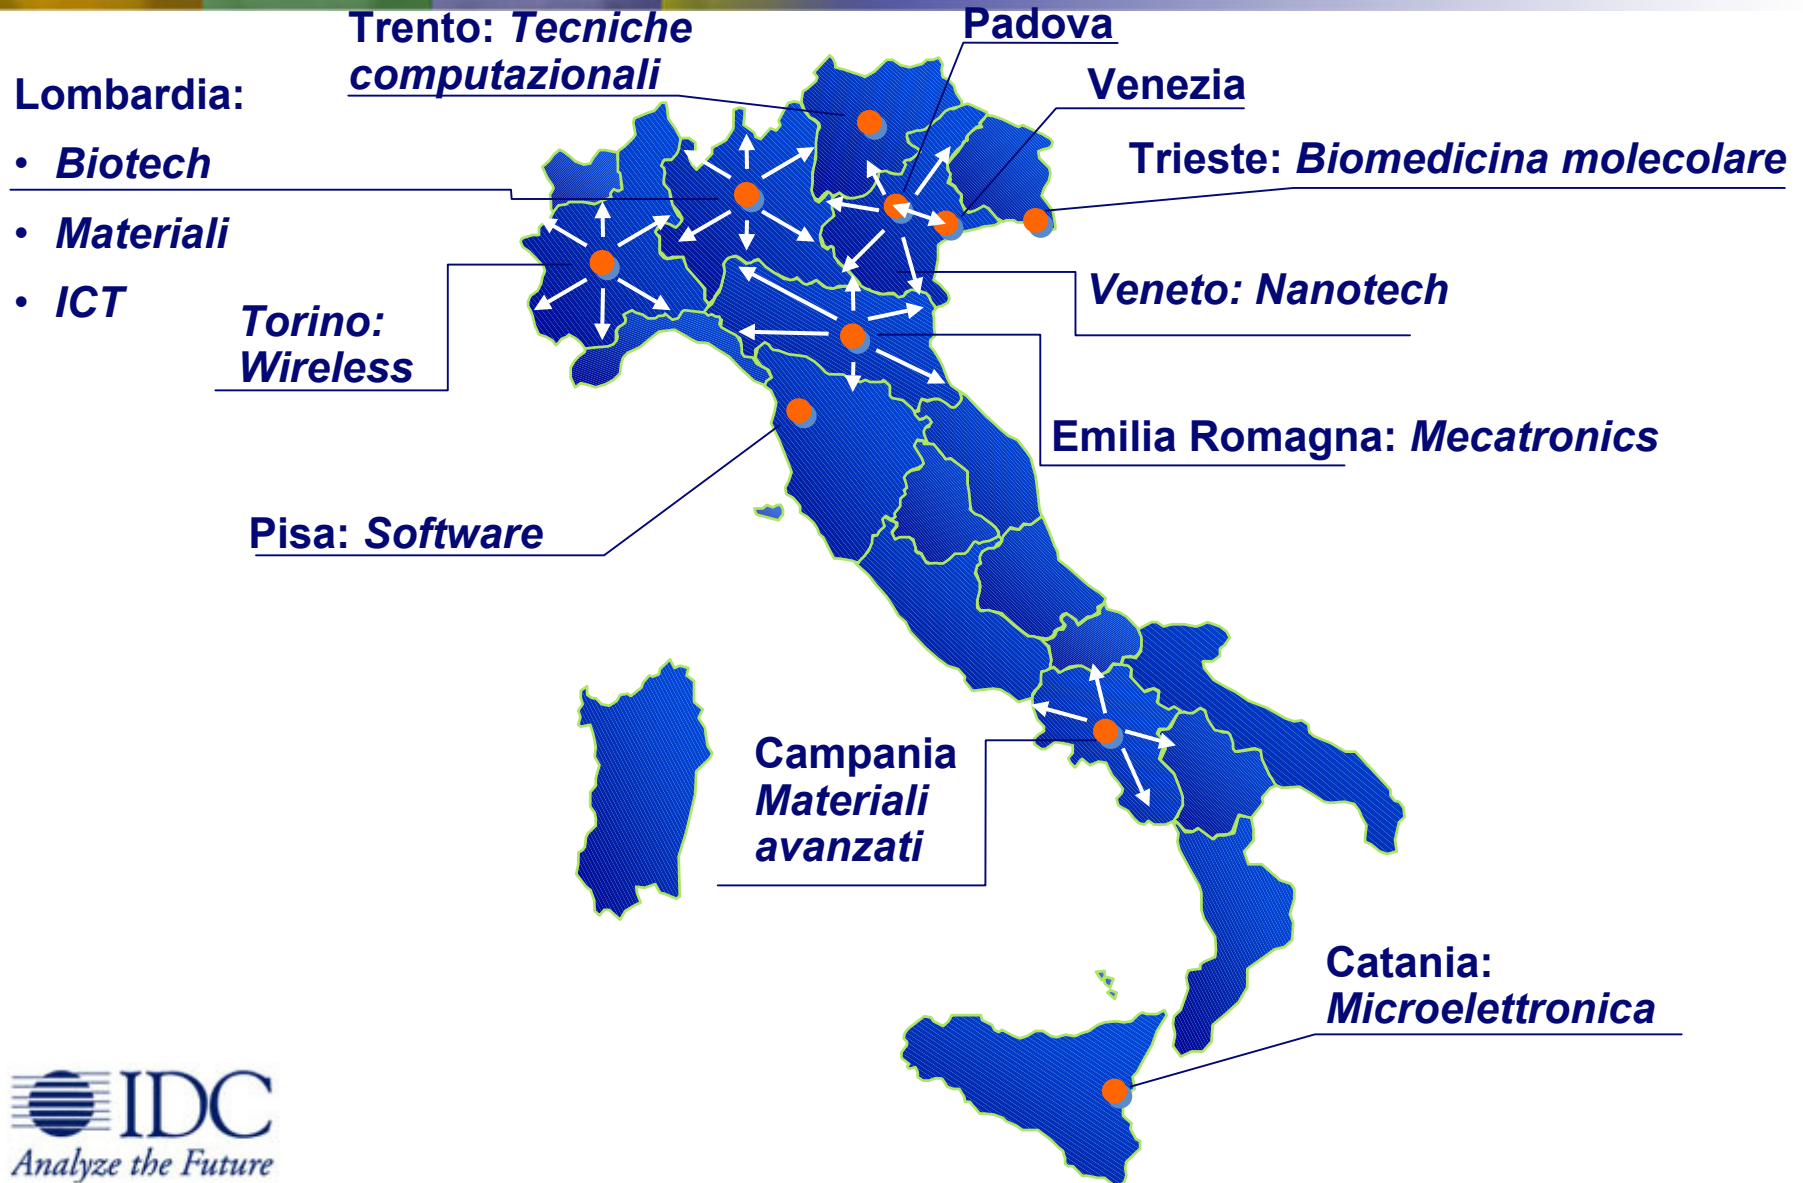 Trento: Tecniche
computazionali
Padova
Lombardia:
• Biotech
• Materiali
• ICT
Venezia
Trieste: Biomedicina molecolare
Veneto: Nanotech
Torino:
Wireless
Emilia Romagna: Mecatronics
Pisa: Software
Campania
Materiali
avanzati
Catania:
Microelettronica
IDC
Analyze the Future